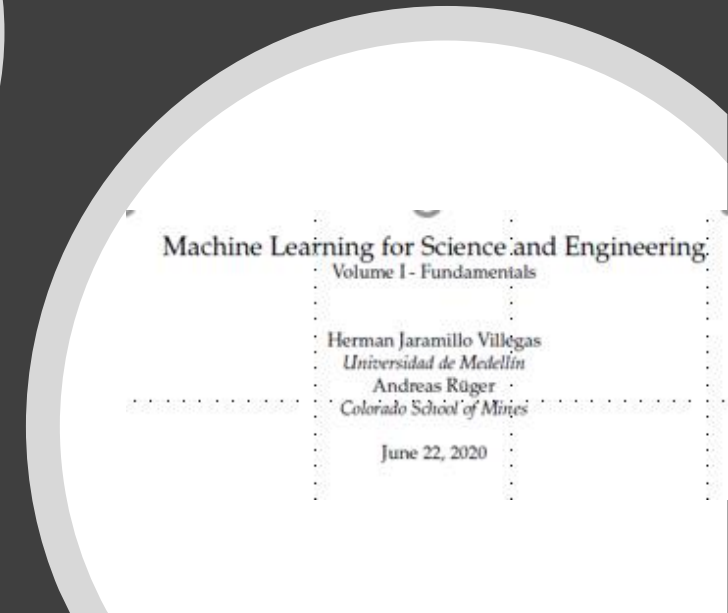 Machine Learning for Science and Engineering
Volume I - Fundamentals
Herman Jaramillo Villegas
Universidad de Medellín
Andreas Rüger
Colorado School of Mines
June 22, 2020